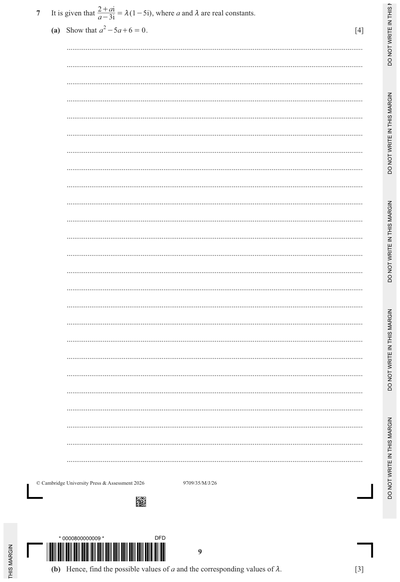 7 It is given that (2 + ai)/(a − 3i) = λ(1 − 5i), where a and λ are real constants.
(a) Show that a² − 5a + 6 = 0. [4]
DO NOT WRITE IN THIS MARGIN
DO NOT WRITE IN THIS MARGIN
DO NOT WRITE IN THIS MARGIN
DO NOT WRITE IN THIS MARGIN
DO NOT WRITE IN THIS MARGIN
© Cambridge University Press & Assessment 2026 9709/35/M/J/26
THIS MARGIN
* 0000800000009 * DFD
9
(b) Hence, find the possible values of a and the corresponding values of λ. [3]